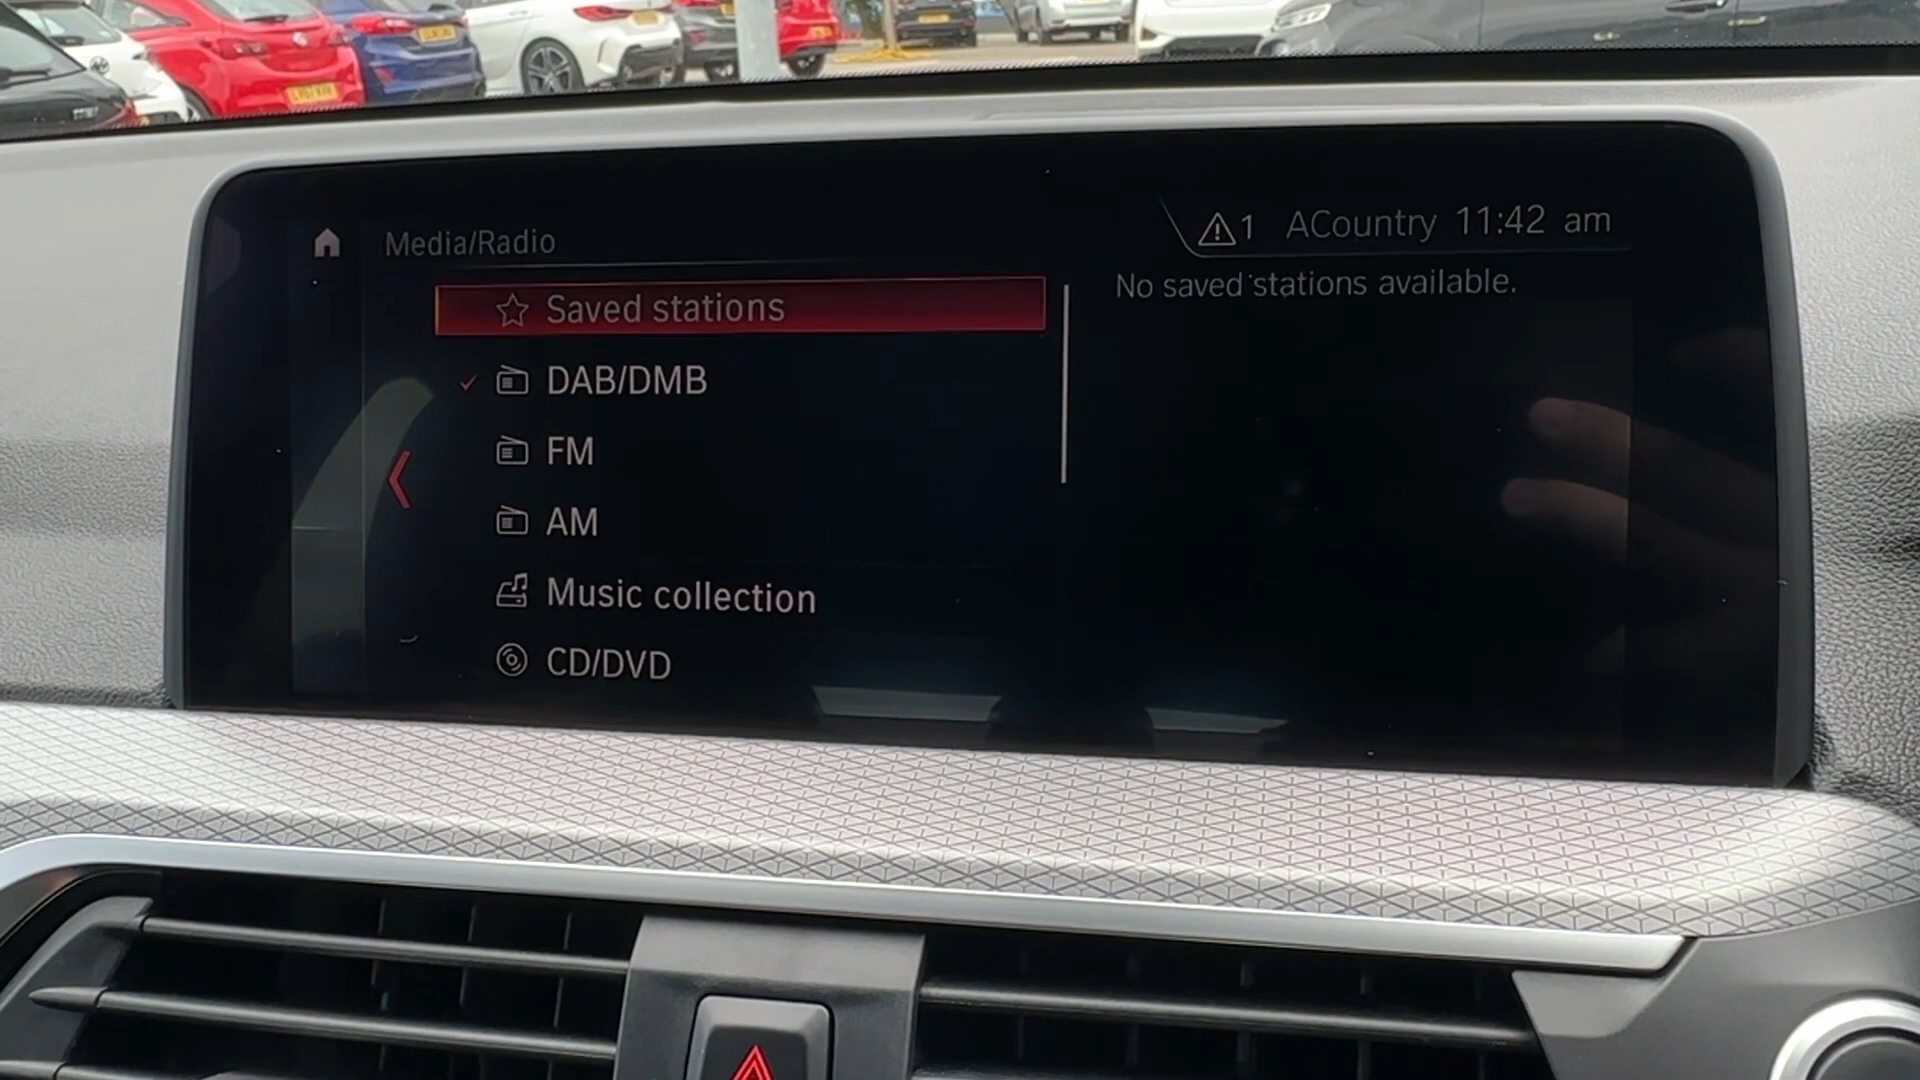 Media/Radio
1 ACountry 11:42 am
Saved stations
No saved stations available.
DAB/DMB
FM
AM
Music collection
CD/DVD